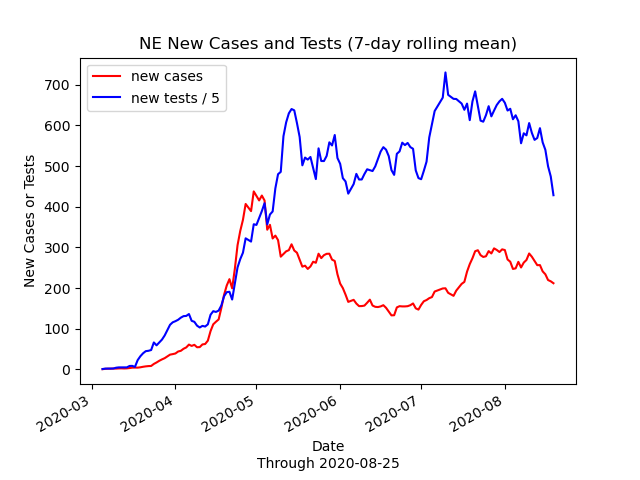 NE New Cases and Tests (7-day rolling mean)
new cases
new tests / 5
New Cases or Tests
700
600
500
400
300
200
100
0
2020-03
2020-04
2020-05
2020-06
2020-07
2020-08
Date
Through 2020-08-25